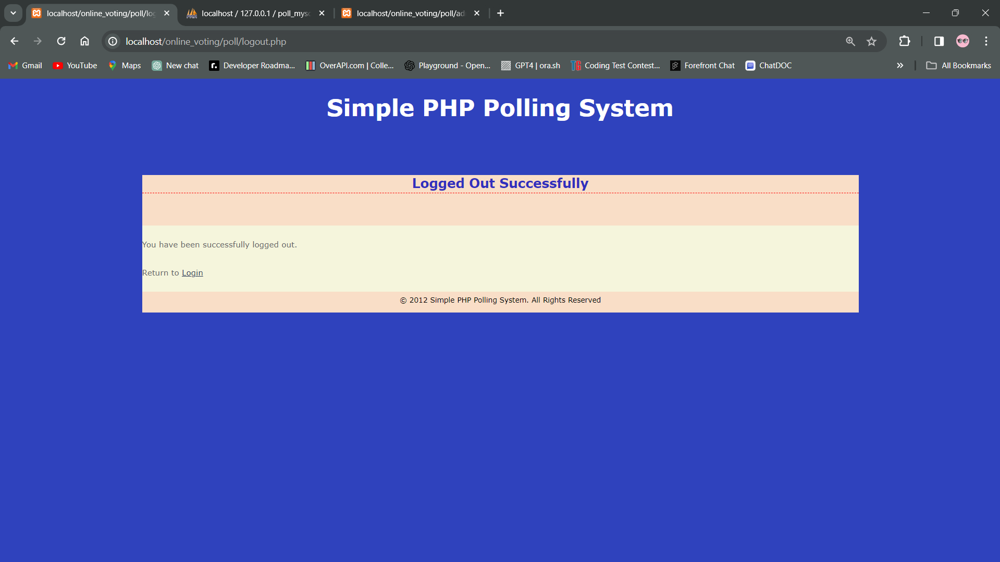 localhost/online_voting/poll/log
localhost / 127.0.0.1 / poll_mysq
localhost/online_voting/poll/ad
localhost/online_voting/poll/logout.php
Gmail
YouTube
Maps
New chat
Developer Roadma...
OverAPI.com | Colle...
Playground - Open...
GPT4 | ora.sh
Coding Test Contest...
Forefront Chat
ChatDOC
All Bookmarks
Simple PHP Polling System
Logged Out Successfully
You have been successfully logged out.
Return to Login
© 2012 Simple PHP Polling System. All Rights Reserved